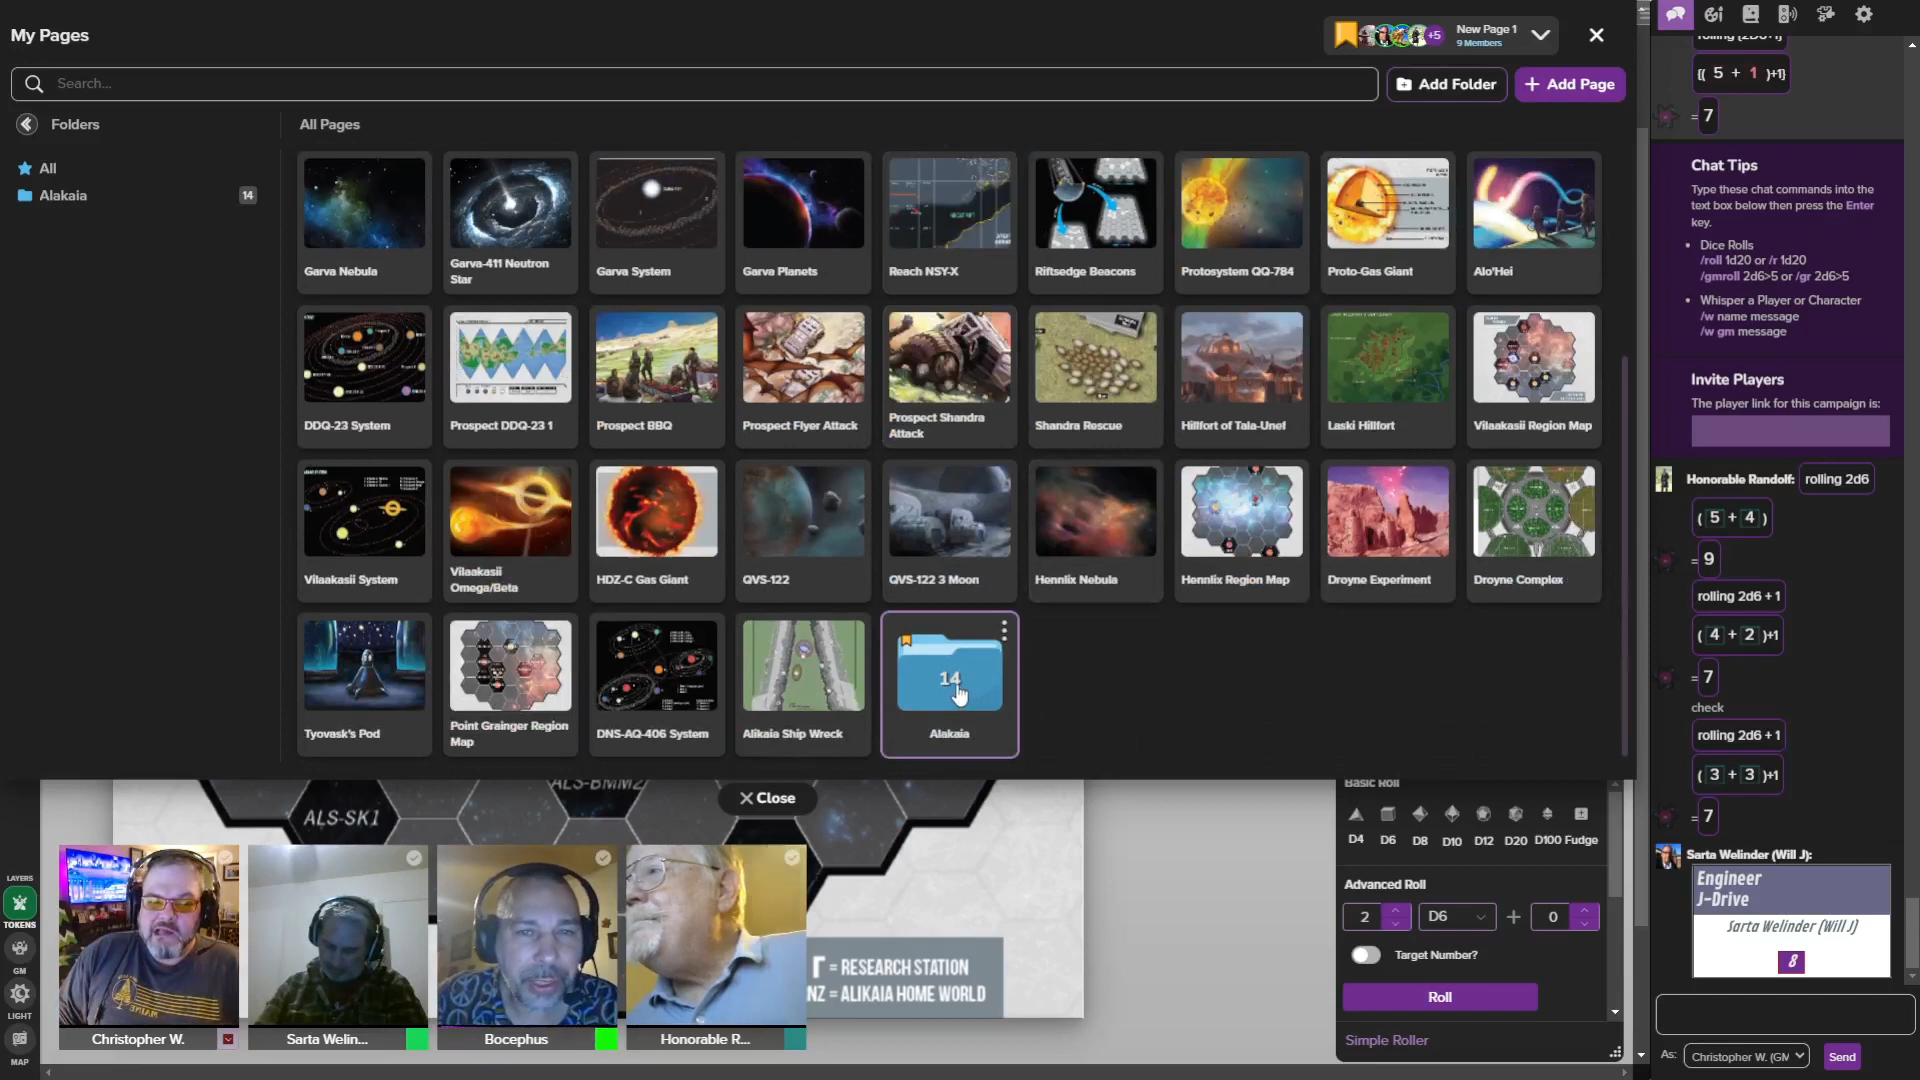 My Pages
+5
New Page 1
9 Members
Search...
Add Folder
Add Page
Folders
All Pages
All
Alakaia
14
Garva Nebula
Garva-411 Neutron
Star
Garva System
Garva Planets
Reach NSY-X
Riftsedge Beacons
Protosystem QQ-784
Proto-Gas Giant
Alo'Hei
DDQ-23 System
Prospect DDQ-23 1
Prospect BBQ
Prospect Flyer Attack
Prospect Shandra
Attack
Shandra Rescue
Hillfort of Tala-Unef
Laski Hillfort
Vilaakasii Region Map
Vilaakasii System
Vilaakasii
Omega/Beta
HDZ-C Gas Giant
QVS-122
QVS-122 3 Moon
Hennlix Nebula
Hennlix Region Map
Droyne Experiment
Droyne Complex
Tyovask's Pod
Point Grainger Region
Map
DNS-AQ-406 System
Alikaia Ship Wreck
14
Alakaia
Close
ALS-SK1
ALS-BMM2
= RESEARCH STATION
NZ = ALIKAIA HOME WORLD
LAYERS
TOKENS
GM
LIGHT
MAP
Christopher W.
Sarta Welin...
Bocephus
Honorable R...
Basic Roll
D4
D6
D8
D10
D12
D20
D100
Fudge
Advanced Roll
2
D6
+
0
Target Number?
Roll
Simple Roller
rolling {2D6+1}
{( 5 + 1 )+1}
= 7
Chat Tips
Type these chat commands into the
text box below then press the Enter
key.
• Dice Rolls
/roll 1d20 or /r 1d20
/gmroll 2d6>5 or /gr 2d6>5
• Whisper a Player or Character
/w name message
/w gm message
Invite Players
The player link for this campaign is:
Honorable Randolf:
rolling 2d6
( 5 + 4 )
= 9
rolling 2d6 + 1
( 4 + 2 )+1
= 7
check
rolling 2d6 + 1
( 3 + 3 )+1
= 7
Sarta Welinder (Will J):
Engineer
J-Drive
Sarta Welinder (Will J)
8
As:
Christopher W. (GM
Send